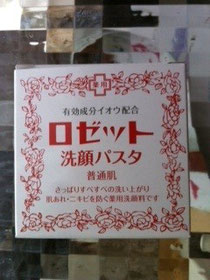 有効成分イオウ配合
ロゼット
洗顔パスタ
普通肌
さっぱりすべすべの洗い上がり
肌あれ・ニキビを防ぐ薬用洗顔料です